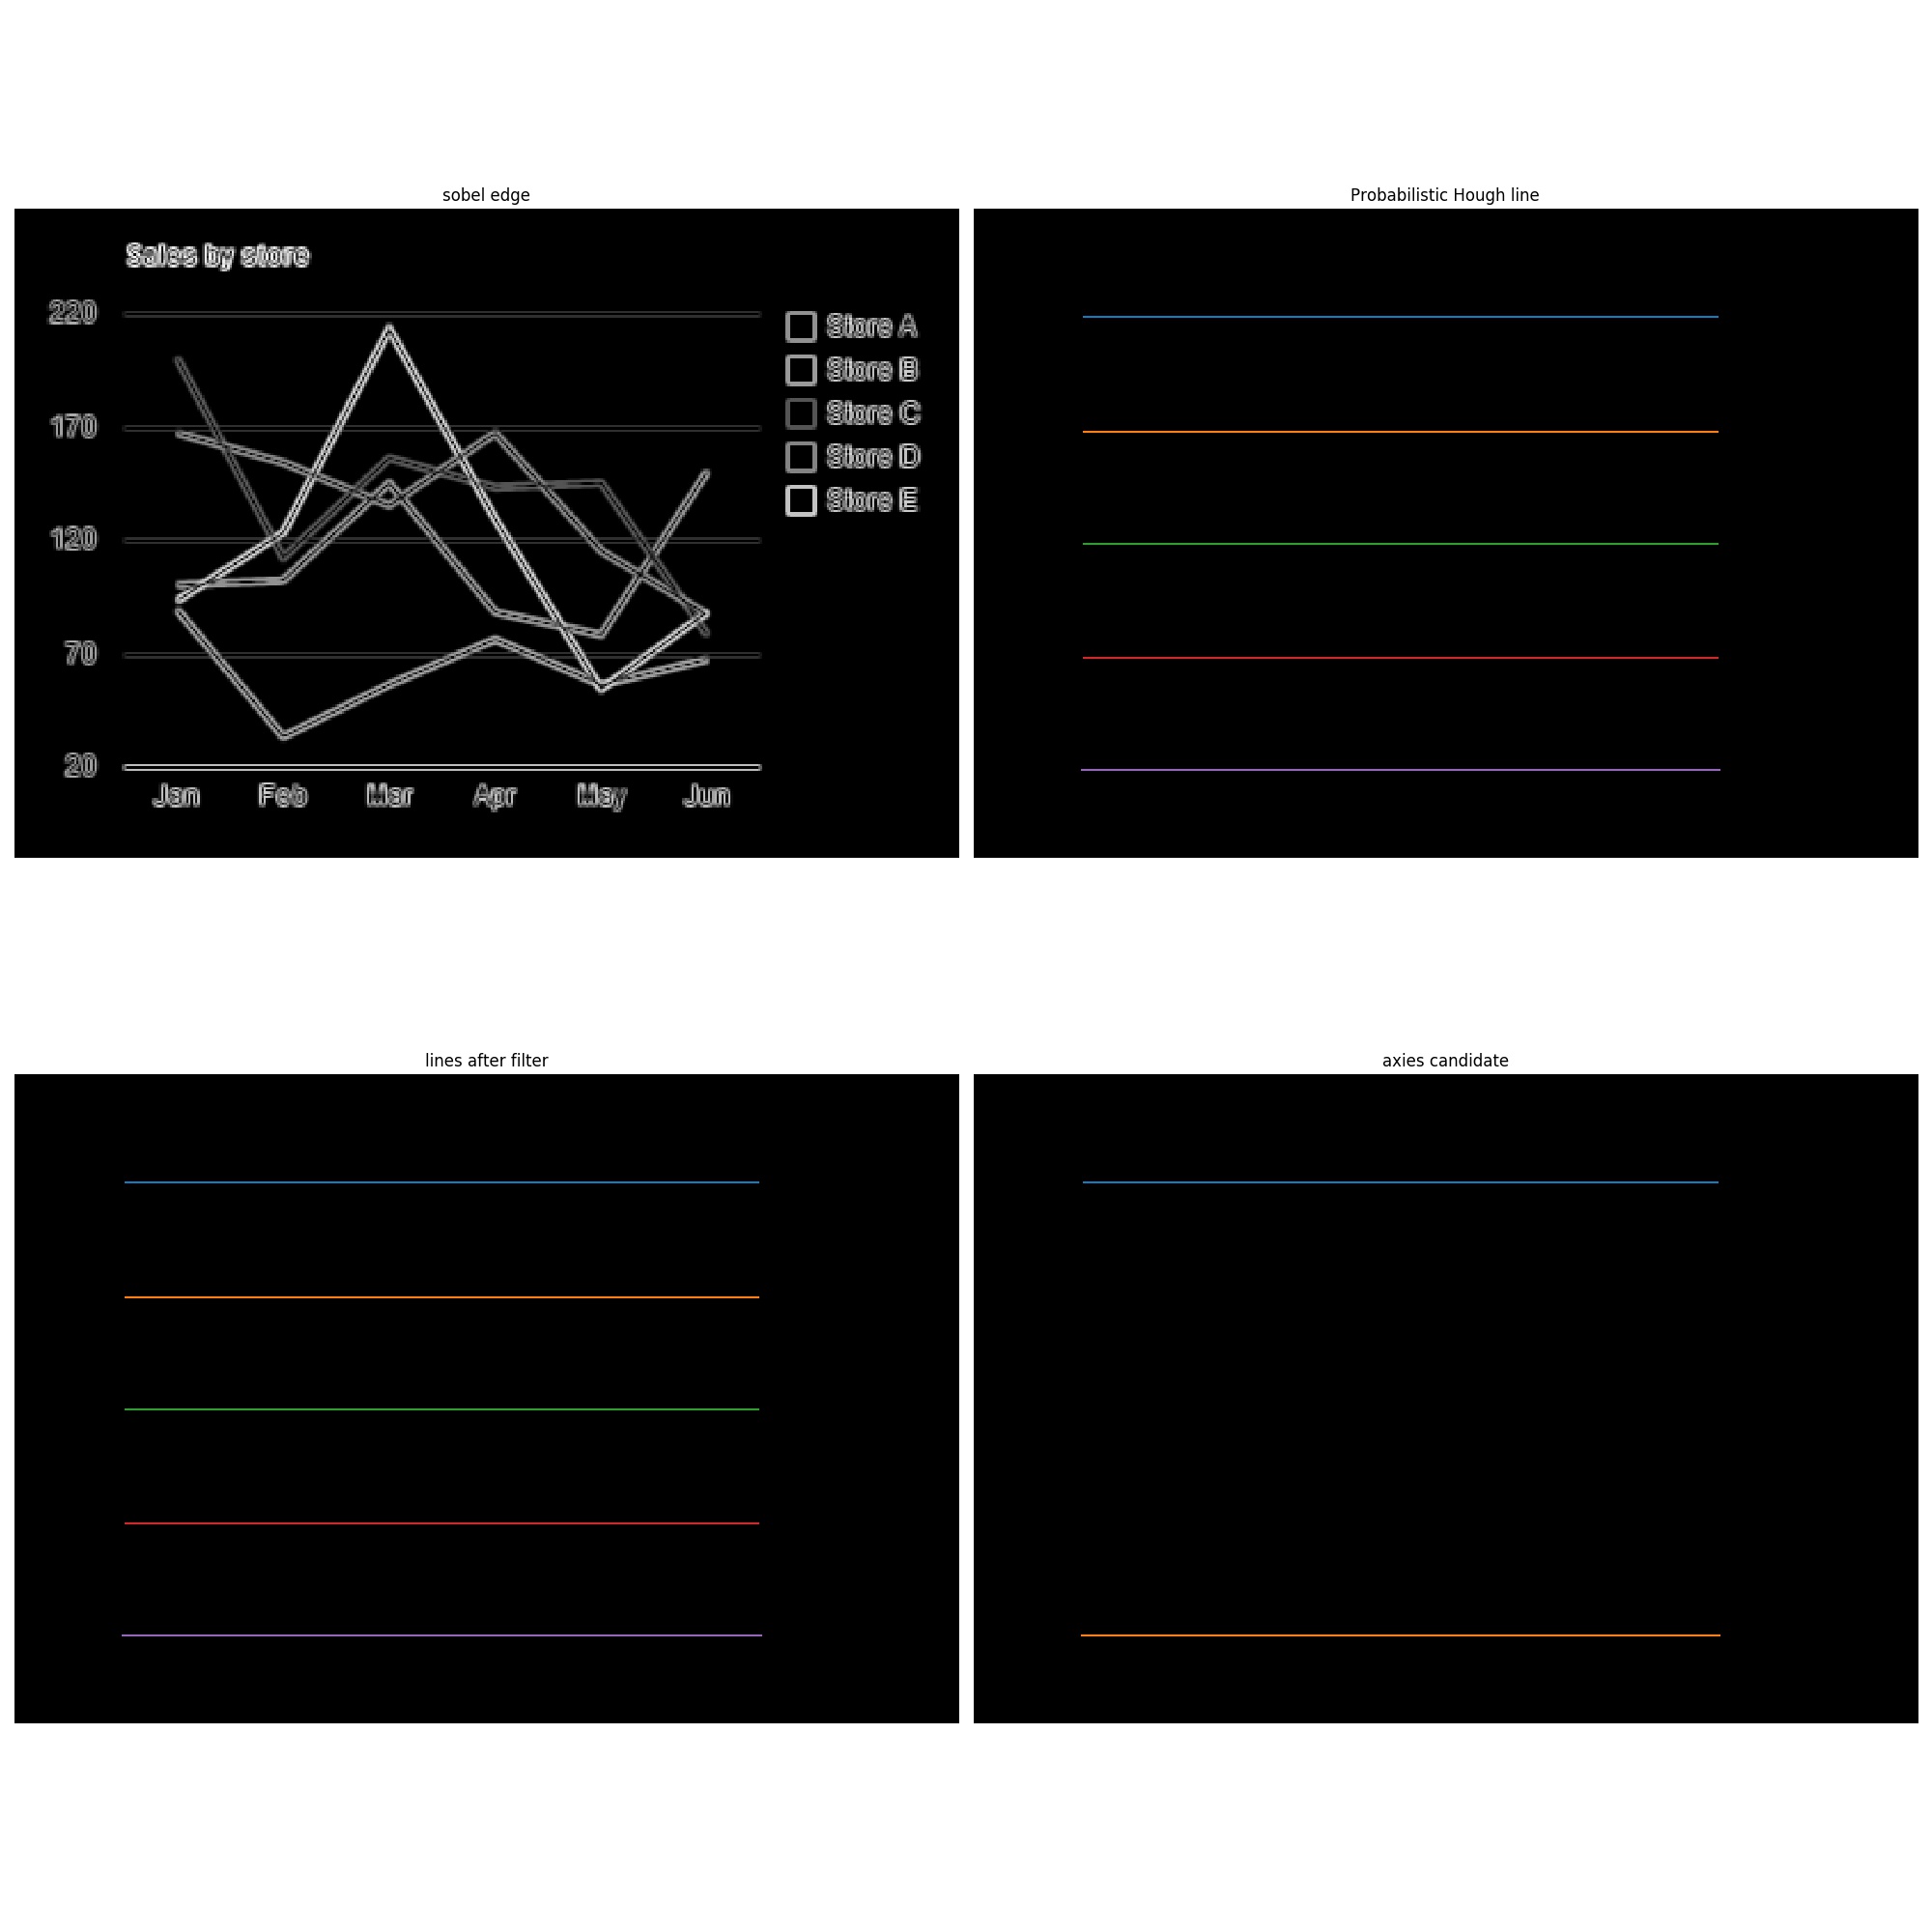 sobel edge
Sales by store
220
170
120
70
20
Jan Feb Mar Apr May Jun
Store A
Store B
Store C
Store D
Store E
Probabilistic Hough line
lines after filter
axies candidate